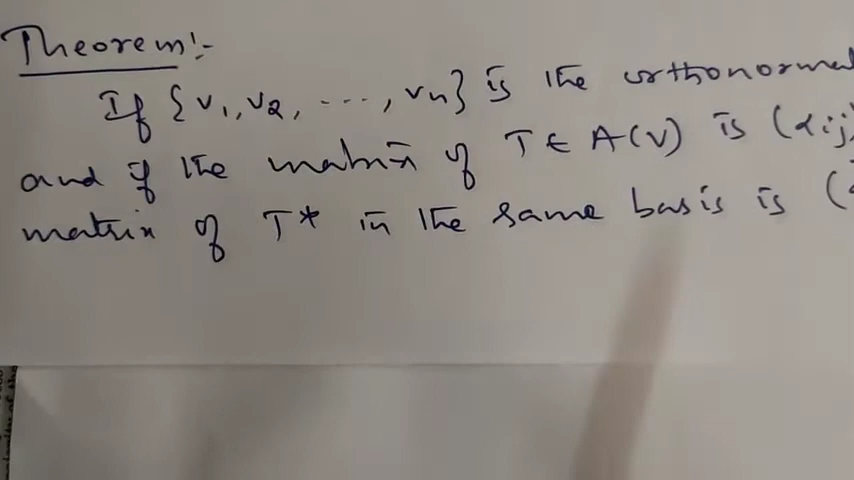 Theorem:-
If {v1, v2, ..., vn} is the orthonormal
and if the matrix of T ∈ A(V) is (αij)
matrix of T* in the same basis is (